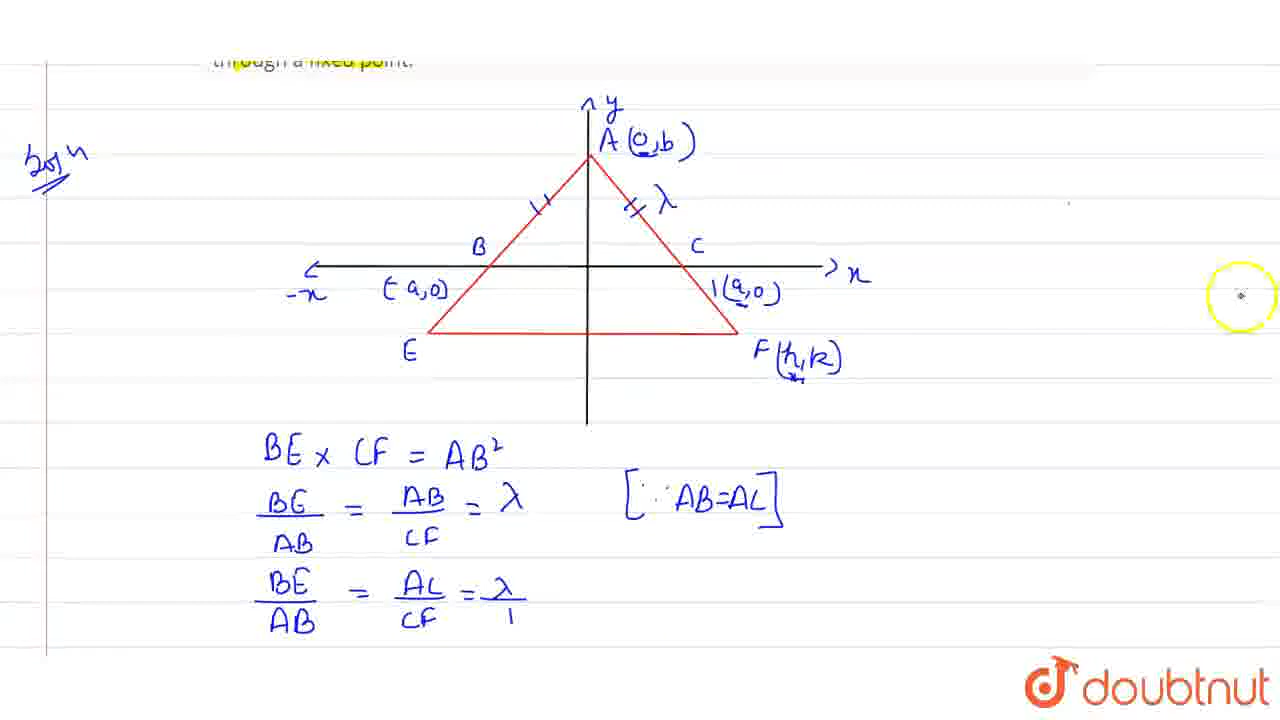 through a fixed point.
Soln
y
A (0,b)
λ
B
C
-x
(-a,0)
1(a,0)
x
E
F(h,k)
BE × CF = AB²
BE/AB = AB/CF = λ [∵ AB=AC]
BE/AB = AC/CF = λ/1
doubtnut